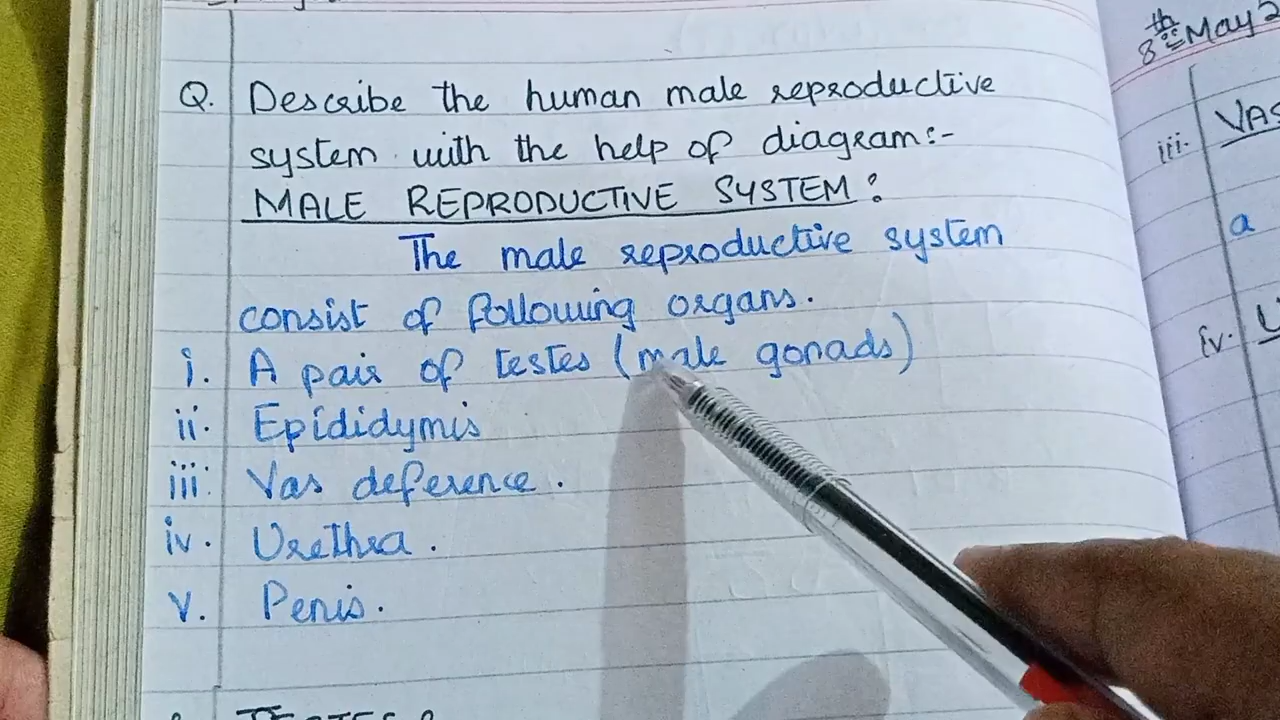 Q. Describe the human male reproductive
system with the help of diagram:-
MALE REPRODUCTIVE SYSTEM:
The male reproductive system
consist of following organs.
i. A pair of testes (male gonads)
ii. Epididymis
iii. Vas deference.
iv. Urethra.
v. Penis.
8th May
iii. VAS
a
iv.